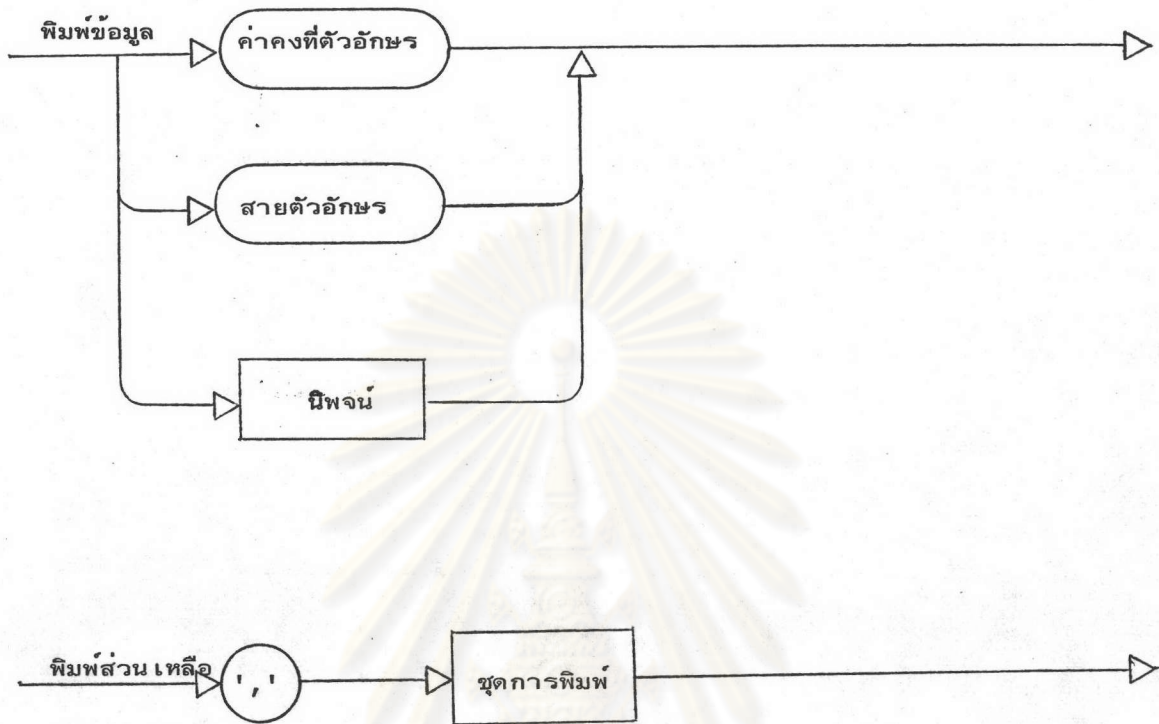 พิมพ์ข้อมูล
ค่าคงที่ตัวอักษร
สายตัวอักษร
นิพจน์
พิมพ์ส่วนเหลือ
','
ชุดการพิมพ์